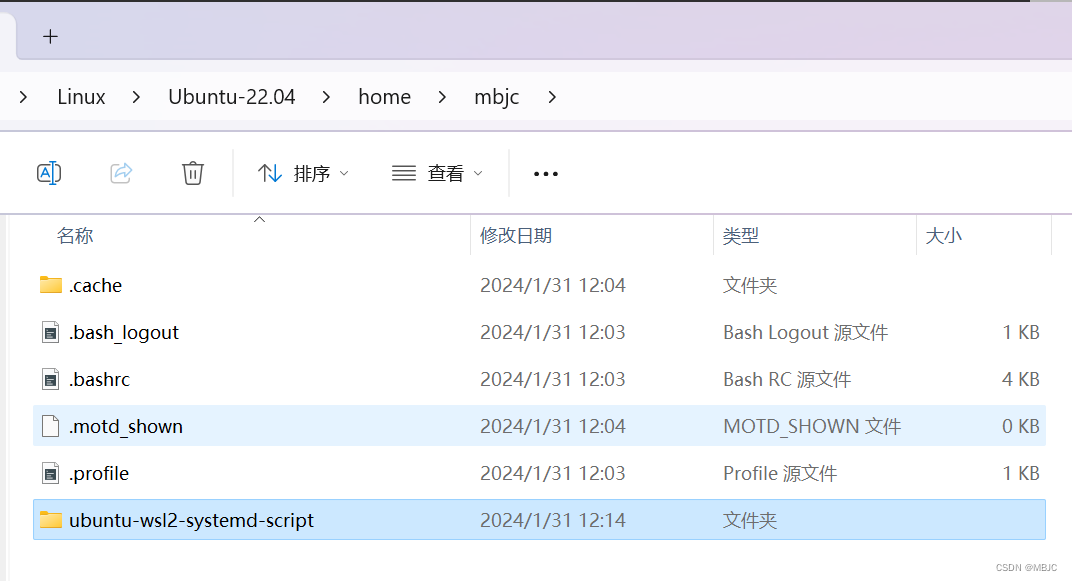 Linux Ubuntu-22.04 home mbjc
排序 查看
名称 修改日期 类型 大小
.cache 2024/1/31 12:04 文件夹
.bash_logout 2024/1/31 12:03 Bash Logout 源文件 1 KB
.bashrc 2024/1/31 12:03 Bash RC 源文件 4 KB
.motd_shown 2024/1/31 12:04 MOTD_SHOWN 文件 0 KB
.profile 2024/1/31 12:03 Profile 源文件 1 KB
ubuntu-wsl2-systemd-script 2024/1/31 12:14 文件夹
CSDN @MBJC